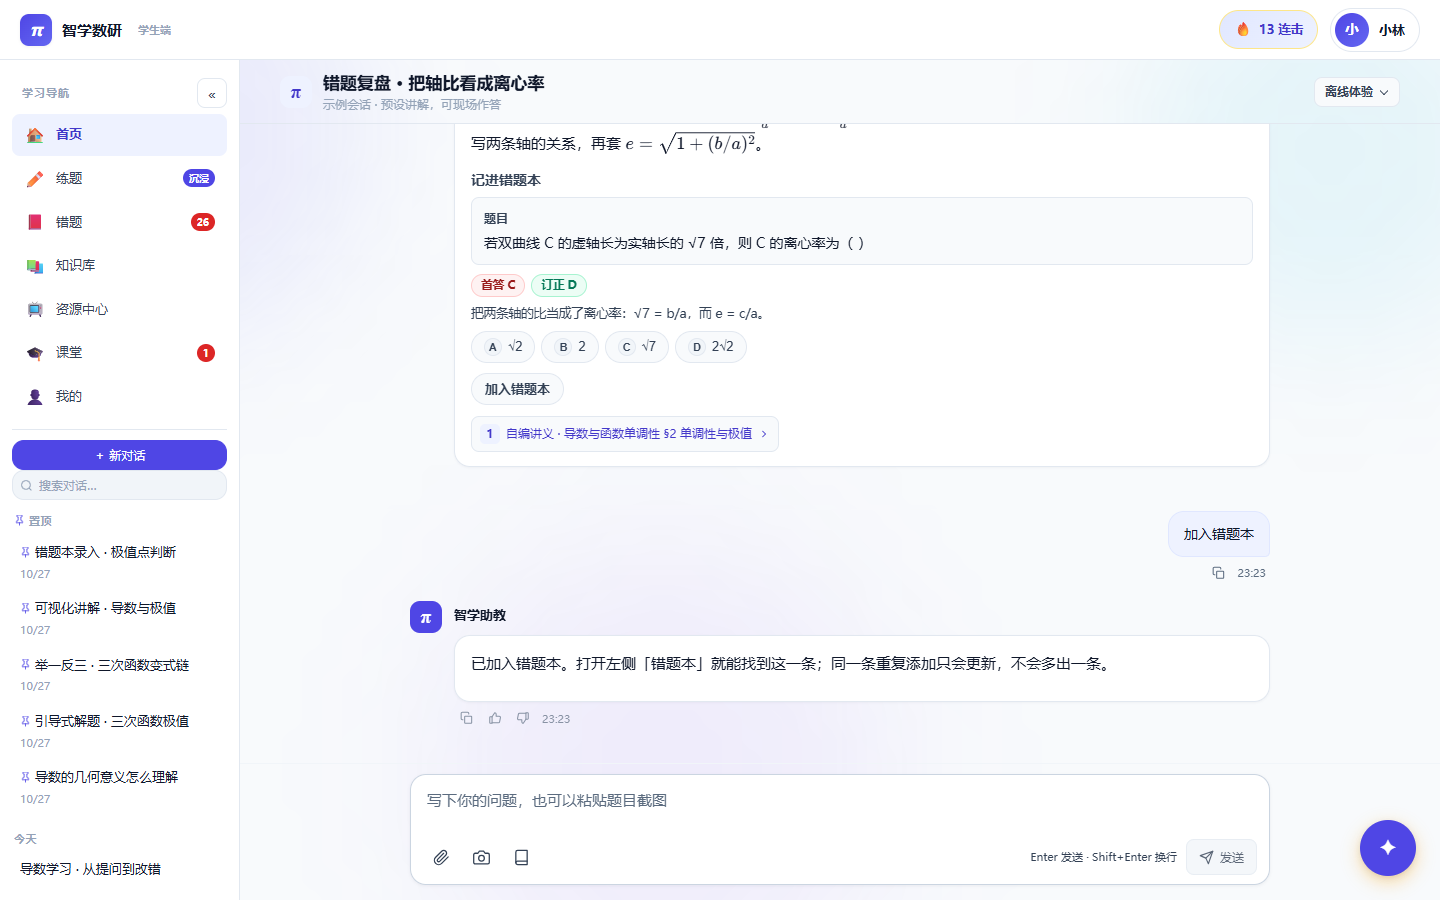 π 智学数研 学生端
13 连击
小 小林
学习导航 «
首页
练题 沉浸
错题 26
知识库
资源中心
课堂 1
我的
+ 新对话
搜索对话...
置顶
错题本录入 · 极值点判断
10/27
可视化讲解 · 导数与极值
10/27
举一反三 · 三次函数变式链
10/27
引导式解题 · 三次函数极值
10/27
导数的几何意义怎么理解
10/27
今天
导数学习 · 从提问到改错
π 错题复盘 · 把轴比看成离心率
示例会话 · 预设讲解，可现场作答
离线体验
写两条轴的关系，再套 e = √(1 + (b/a)²)。
记进错题本
题目
若双曲线 C 的虚轴长为实轴长的 √7 倍，则 C 的离心率为（ ）
首答 C 订正 D
把两条轴的比当成了离心率：√7 = b/a，而 e = c/a。
A √2 B 2 C √7 D 2√2
加入错题本
1 自编讲义 · 导数与函数单调性 §2 单调性与极值 ›
加入错题本
23:23
π 智学助教
已加入错题本。打开左侧「错题本」就能找到这一条；同一条重复添加只会更新，不会多出一条。
23:23
写下你的问题，也可以粘贴题目截图
Enter 发送 · Shift+Enter 换行 发送